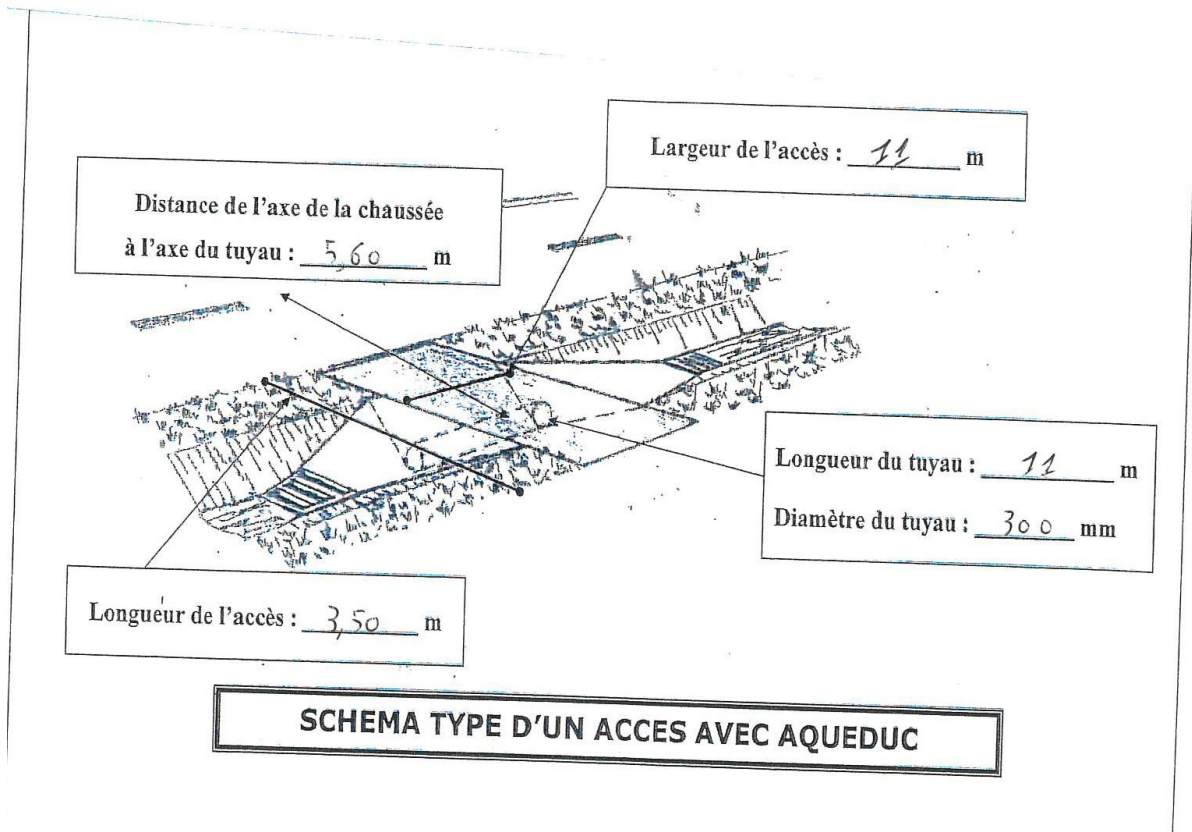 Largeur de l'accès : 11 m
Distance de l'axe de la chaussée
à l'axe du tuyau : 5,60 m
Longueur du tuyau : 11 m
Diamètre du tuyau : 300 mm
Longueur de l'accès : 3,50 m
SCHEMA TYPE D'UN ACCES AVEC AQUEDUC